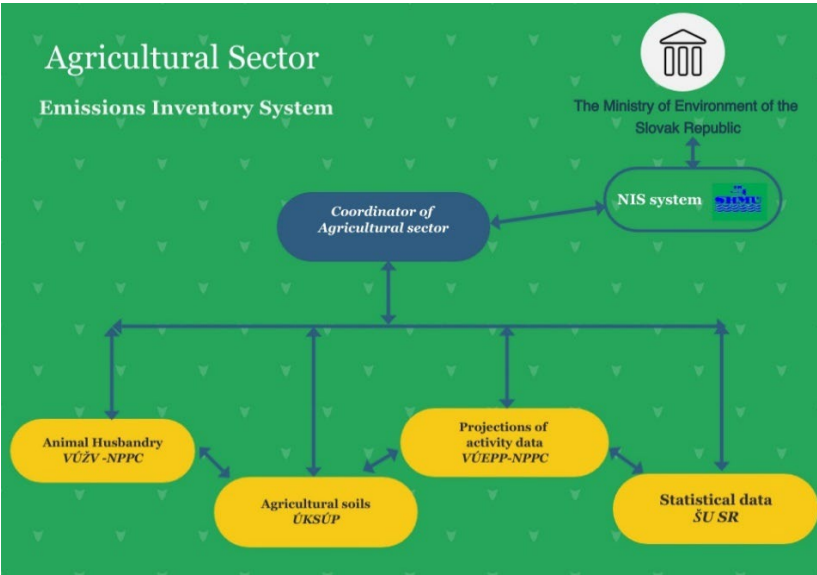 Agricultural Sector
Emissions Inventory System
The Ministry of Environment of the
Slovak Republic
NIS system
SHMÚ
Coordinator of
Agricultural sector
Animal Husbandry
VÚŽV -NPPC
Agricultural soils
ÚKSÚP
Projections of
activity data
VÚEPP-NPPC
Statistical data
ŠU SR